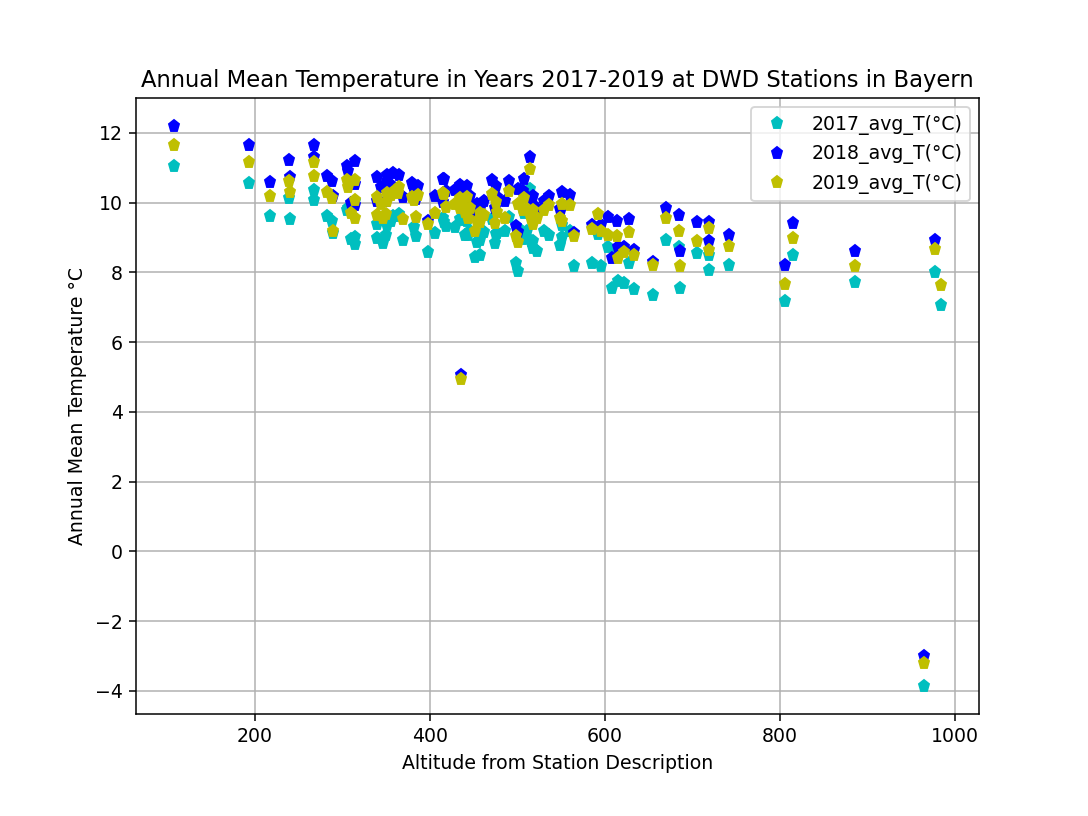 Annual Mean Temperature in Years 2017-2019 at DWD Stations in Bayern
2017_avg_T(°C)
2018_avg_T(°C)
2019_avg_T(°C)
Annual Mean Temperature °C
12
10
8
6
4
2
0
−2
−4
200 400 600 800 1000
Altitude from Station Description